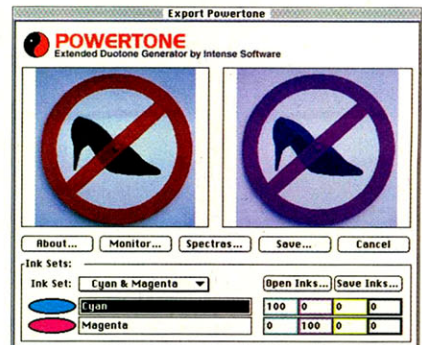 Export Powertone
POWERTONE
Extended Duotone Generator by Intense Software
About... Monitor... Spectras... Save... Cancel
Ink Sets:
Ink Set: Cyan & Magenta Open Inks... Save Inks...
Cyan 100 0 0 0
Magenta 0 100 0 0